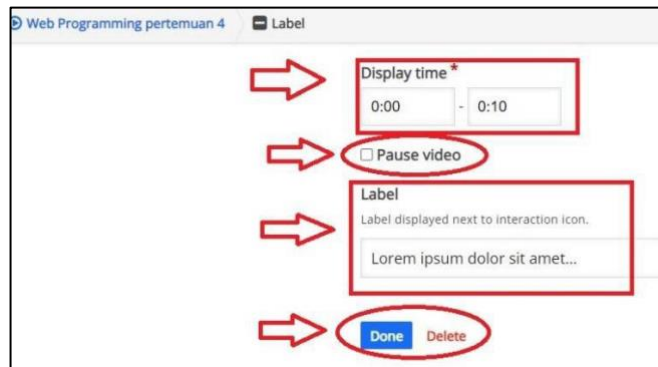 Web Programming pertemuan 4 Label
Display time *
0:00 - 0:10
Pause video
Label
Label displayed next to interaction icon.
Lorem ipsum dolor sit amet...
Done Delete